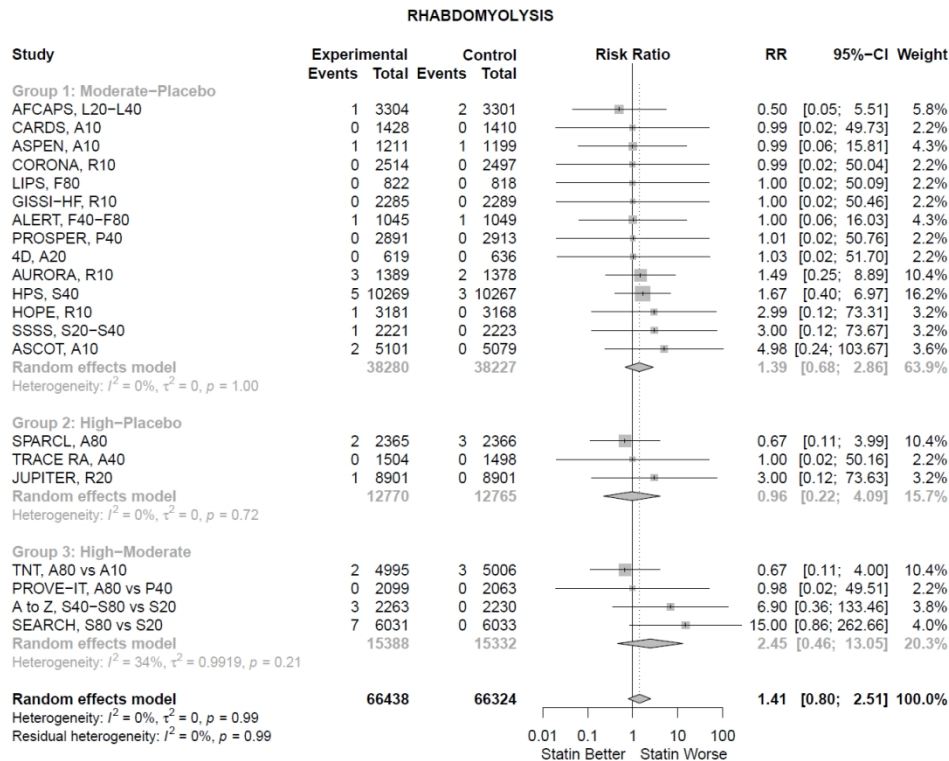 RHABDOMYOLYSIS
Study Experimental Control Risk Ratio RR 95%−CI Weight
Events Total Events Total
Group 1: Moderate−Placebo
AFCAPS, L20−L40 1 3304 2 3301 0.50 [0.05; 5.51] 5.8%
CARDS, A10 0 1428 0 1410 0.99 [0.02; 49.73] 2.2%
ASPEN, A10 1 1211 1 1199 0.99 [0.06; 15.81] 4.3%
CORONA, R10 0 2514 0 2497 0.99 [0.02; 50.04] 2.2%
LIPS, F80 0 822 0 818 1.00 [0.02; 50.09] 2.2%
GISSI−HF, R10 0 2285 0 2289 1.00 [0.02; 50.46] 2.2%
ALERT, F40−F80 1 1045 1 1049 1.00 [0.06; 16.03] 4.3%
PROSPER, P40 0 2891 0 2913 1.01 [0.02; 50.76] 2.2%
4D, A20 0 619 0 636 1.03 [0.02; 51.70] 2.2%
AURORA, R10 3 1389 2 1378 1.49 [0.25; 8.89] 10.4%
HPS, S40 5 10269 3 10267 1.67 [0.40; 6.97] 16.2%
HOPE, R10 1 3181 0 3168 2.99 [0.12; 73.31] 3.2%
SSSS, S20−S40 1 2221 0 2223 3.00 [0.12; 73.67] 3.2%
ASCOT, A10 2 5101 0 5079 4.98 [0.24; 103.67] 3.6%
Random effects model 38280 38227 1.39 [0.68; 2.86] 63.9%
Heterogeneity: I² = 0%, τ² = 0, p = 1.00
Group 2: High−Placebo
SPARCL, A80 2 2365 3 2366 0.67 [0.11; 3.99] 10.4%
TRACE RA, A40 0 1504 0 1498 1.00 [0.02; 50.16] 2.2%
JUPITER, R20 1 8901 0 8901 3.00 [0.12; 73.63] 3.2%
Random effects model 12770 12765 0.96 [0.22; 4.09] 15.7%
Heterogeneity: I² = 0%, τ² = 0, p = 0.72
Group 3: High−Moderate
TNT, A80 vs A10 2 4995 3 5006 0.67 [0.11; 4.00] 10.4%
PROVE−IT, A80 vs P40 0 2099 0 2063 0.98 [0.02; 49.51] 2.2%
A to Z, S40−S80 vs S20 3 2263 0 2230 6.90 [0.36; 133.46] 3.8%
SEARCH, S80 vs S20 7 6031 0 6033 15.00 [0.86; 262.66] 4.0%
Random effects model 15388 15332 2.45 [0.46; 13.05] 20.3%
Heterogeneity: I² = 34%, τ² = 0.9919, p = 0.21
Random effects model 66438 66324 1.41 [0.80; 2.51] 100.0%
Heterogeneity: I² = 0%, τ² = 0, p = 0.99
Residual heterogeneity: I² = 0%, p = 0.99
0.01 0.1 1 10 100
Statin Better Statin Worse